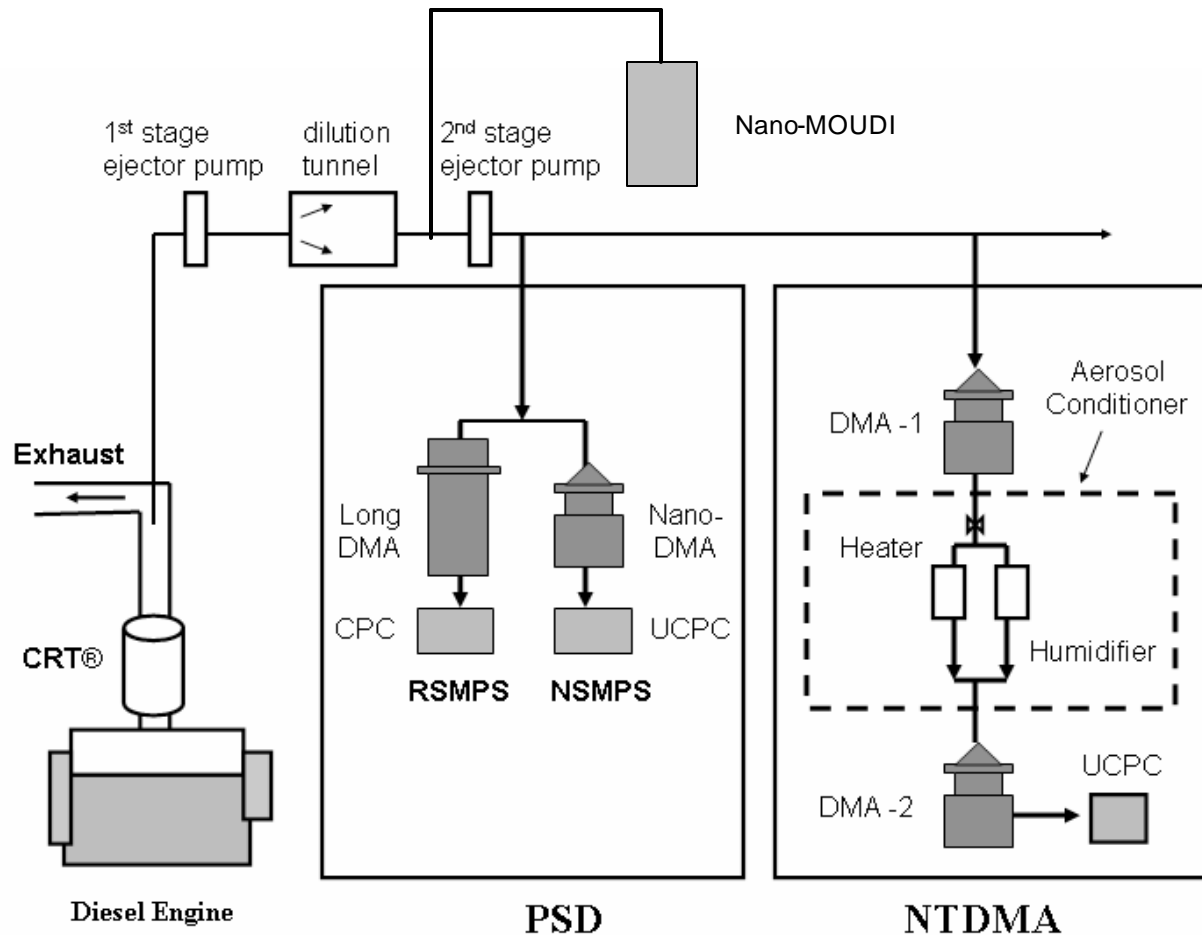 1st stage
ejector pump
dilution
tunnel
2nd stage
ejector pump
Nano-MOUDI
Exhaust
CRT®
Diesel Engine
Long
DMA
Nano-
DMA
CPC
UCPC
RSMPS
NSMPS
PSD
DMA -1
Aerosol
Conditioner
Heater
Humidifier
DMA -2
UCPC
NTDMA